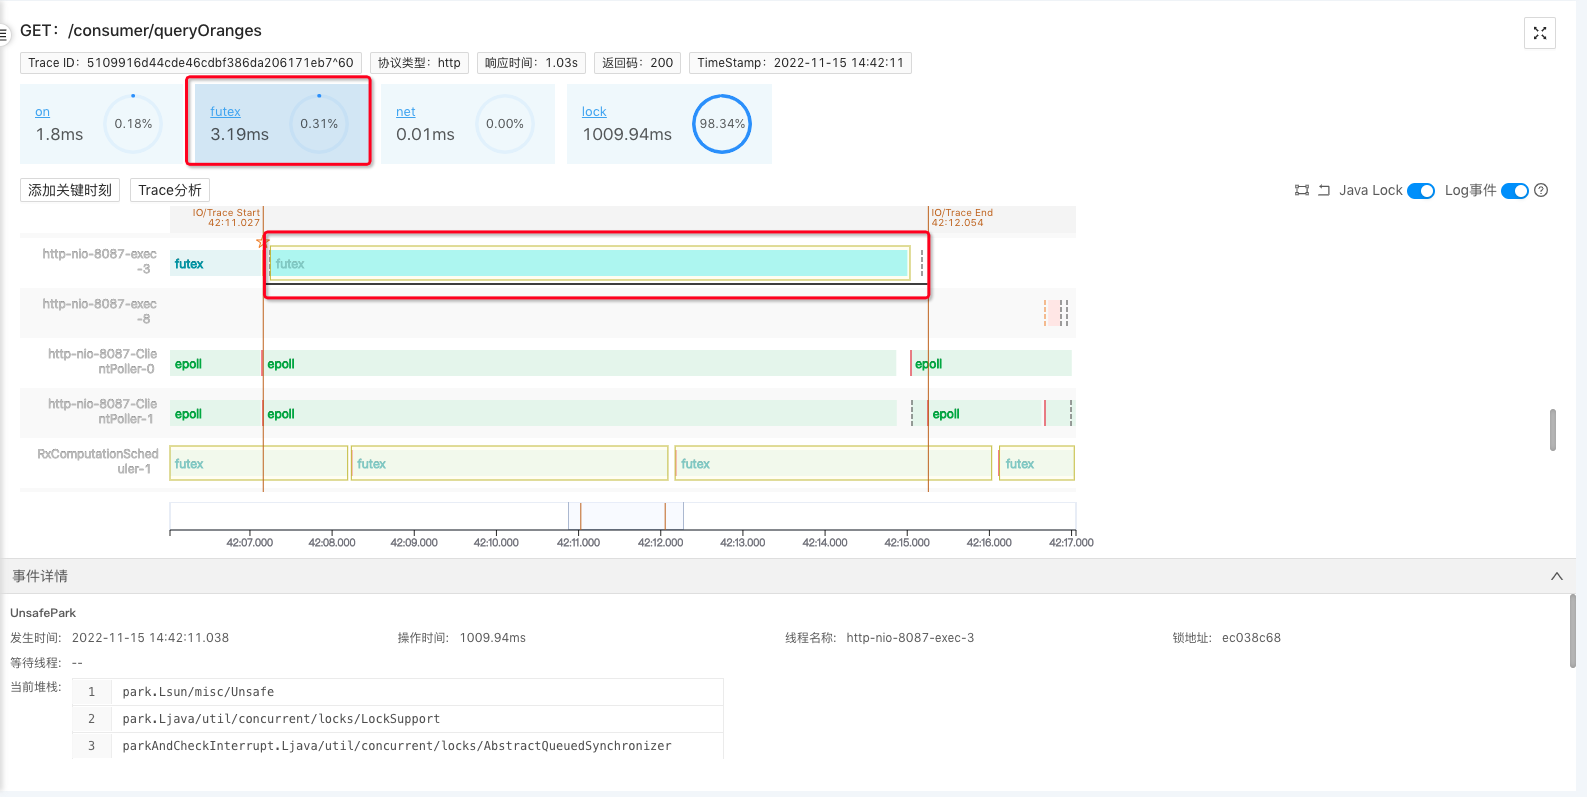 GET：/consumer/queryOranges
Trace ID：5109916d44cde46cdbf386da206171eb7^60 协议类型：http 响应时间：1.03s 返回码：200 TimeStamp：2022-11-15 14:42:11
on futex net lock
1.8ms 0.18% 3.19ms 0.31% 0.01ms 0.00% 1009.94ms 98.34%
添加关键时刻 Trace分析 Java Lock Log事件
IO/Trace Start IO/Trace End
42:11.027 42:12.054
http-nio-8087-exec
-3
futex futex
http-nio-8087-exec
-8
http-nio-8087-Clie
ntPoller-0
epoll epoll epoll
http-nio-8087-Clie
ntPoller-1
epoll epoll epoll
RxComputationSched
uler-1
futex futex futex futex
42:07.000 42:08.000 42:09.000 42:10.000 42:11.000 42:12.000 42:13.000 42:14.000 42:15.000 42:16.000 42:17.000
事件详情
UnsafePark
发生时间: 2022-11-15 14:42:11.038 操作时间: 1009.94ms 线程名称: http-nio-8087-exec-3 锁地址: ec038c68
等待线程: --
当前堆栈:
1 park.Lsun/misc/Unsafe
2 park.Ljava/util/concurrent/locks/LockSupport
3 parkAndCheckInterrupt.Ljava/util/concurrent/locks/AbstractQueuedSynchronizer